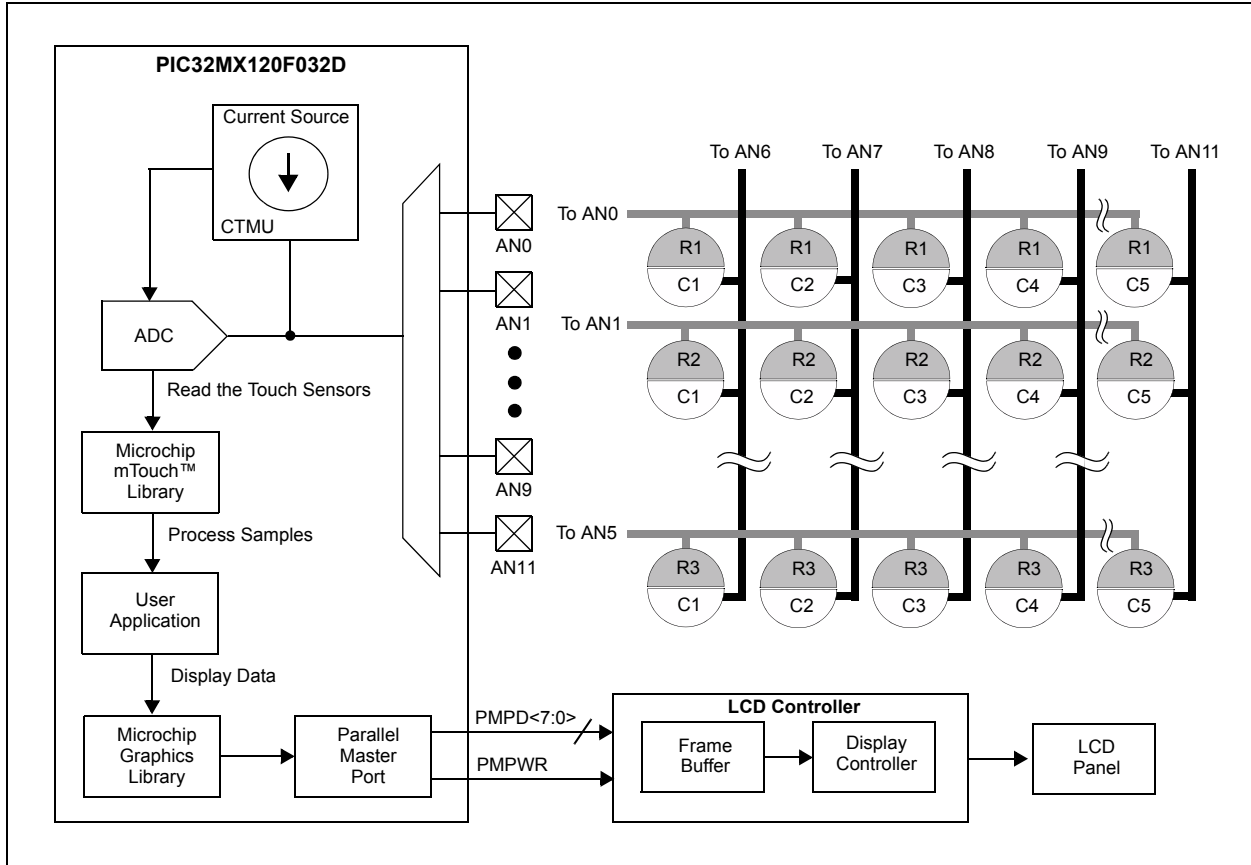 PIC32MX120F032D
Current Source
CTMU
ADC
Read the Touch Sensors
Microchip
mTouch™
Library
Process Samples
User
Application
Display Data
Microchip
Graphics
Library
Parallel
Master
Port
AN0
AN1
AN9
AN11
To AN6
To AN7
To AN8
To AN9
To AN11
To AN0
R1
R1
R1
R1
R1
C1
C2
C3
C4
C5
To AN1
R2
R2
R2
R2
R2
C1
C2
C3
C4
C5
To AN5
R3
R3
R3
R3
R3
C1
C2
C3
C4
C5
PMPD<7:0>
PMPWR
LCD Controller
Frame
Buffer
Display
Controller
LCD
Panel